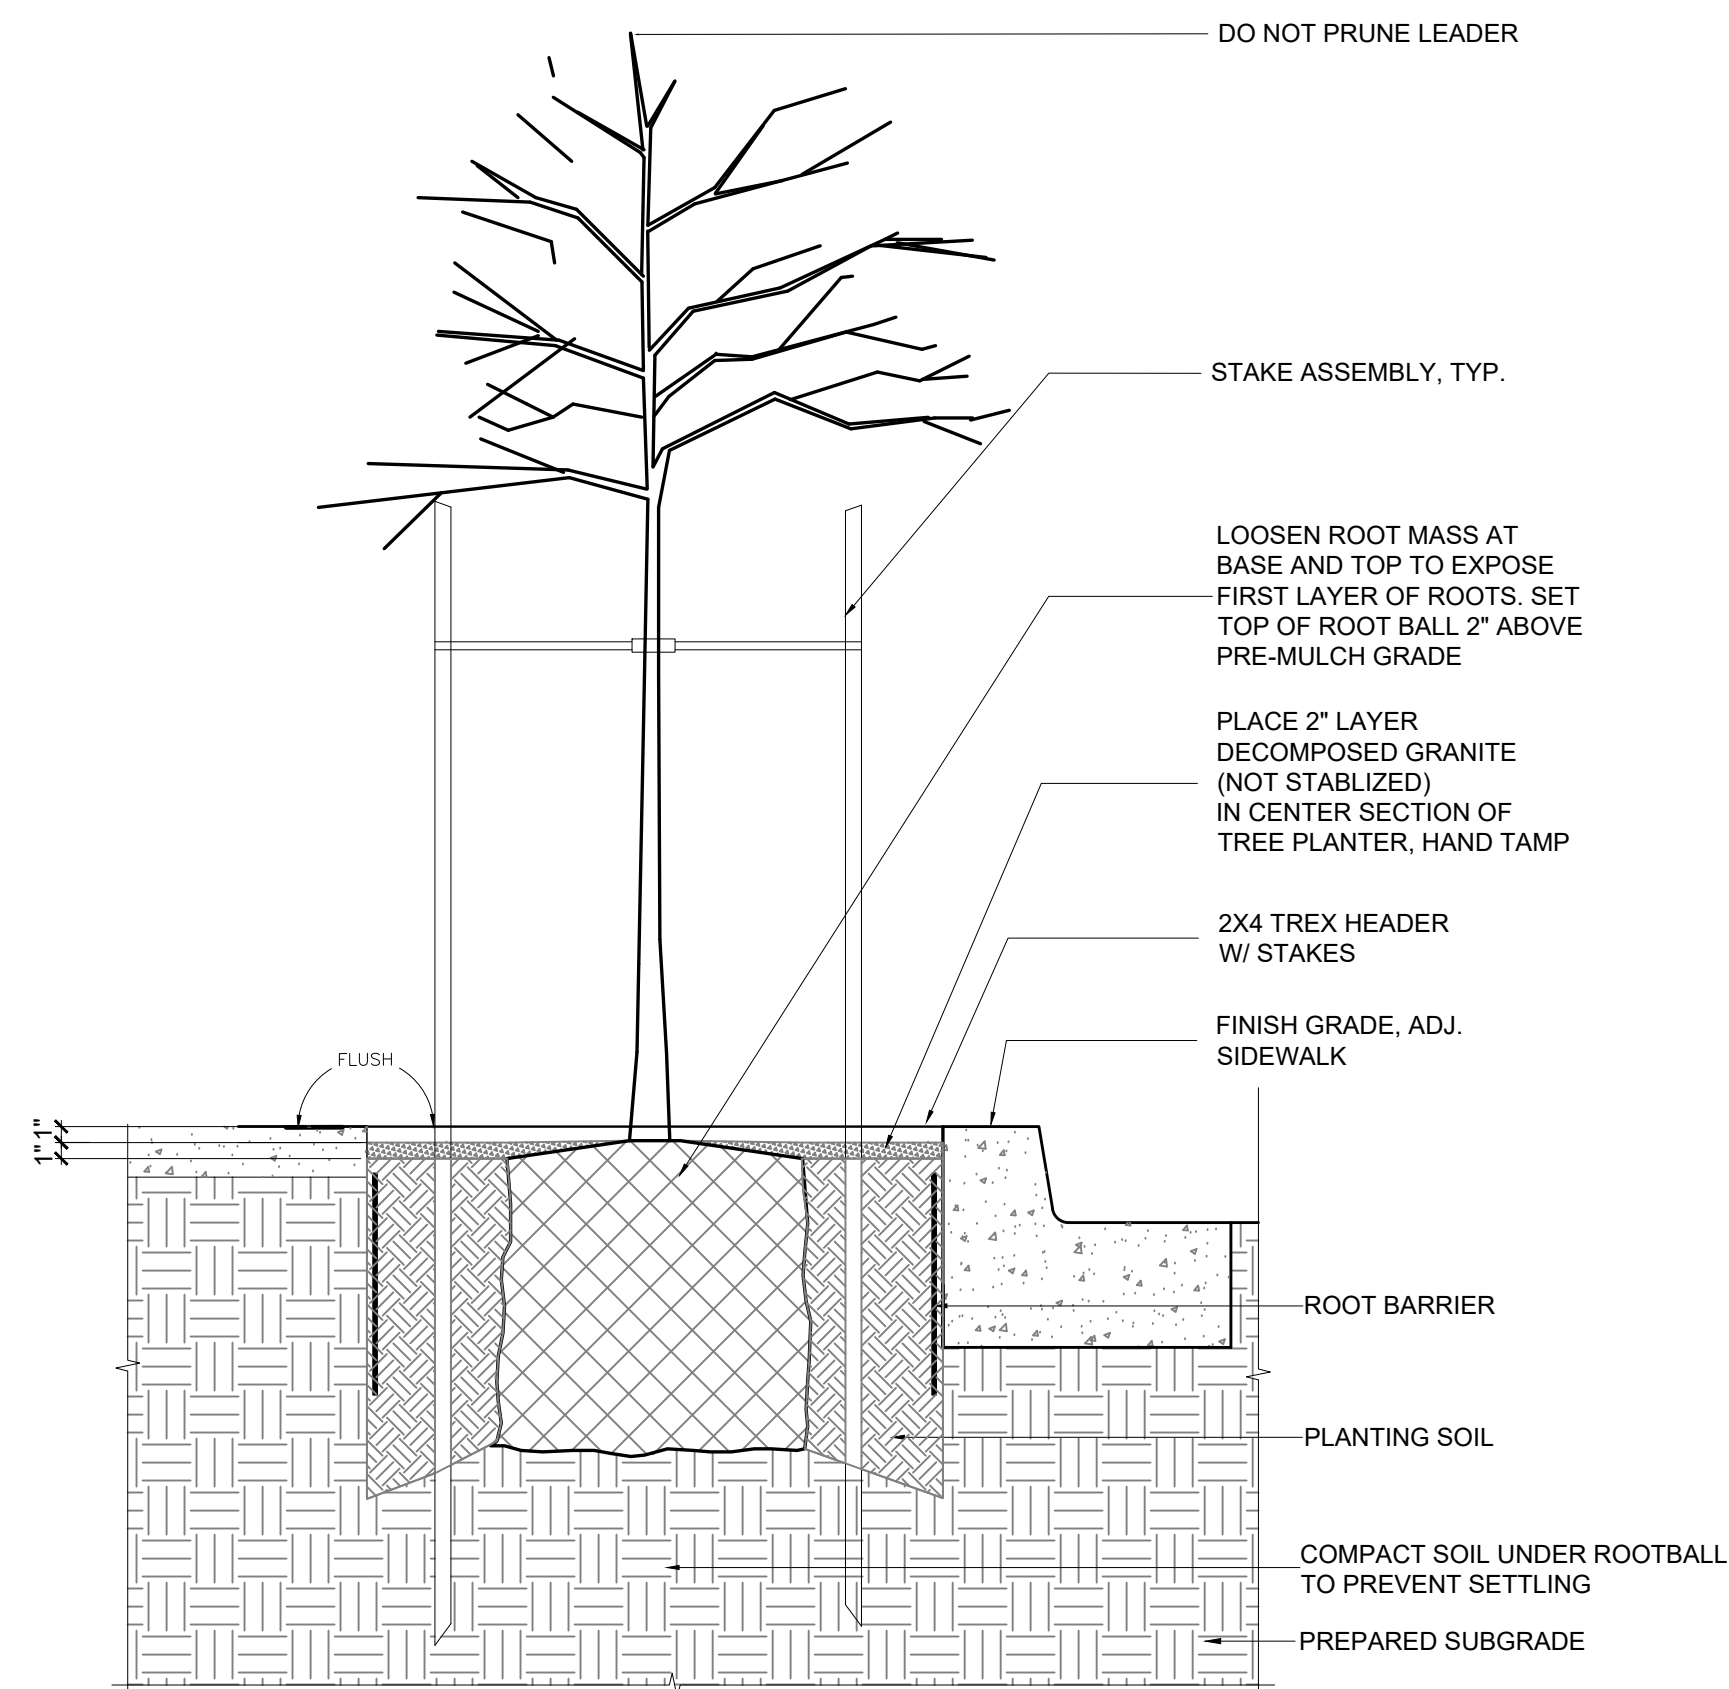 DO NOT PRUNE LEADER
STAKE ASSEMBLY, TYP.
LOOSEN ROOT MASS AT
BASE AND TOP TO EXPOSE
FIRST LAYER OF ROOTS. SET
TOP OF ROOT BALL 2" ABOVE
PRE-MULCH GRADE
PLACE 2" LAYER
DECOMPOSED GRANITE
(NOT STABLIZED)
IN CENTER SECTION OF
TREE PLANTER, HAND TAMP
2X4 TREX HEADER
W/ STAKES
FINISH GRADE, ADJ.
SIDEWALK
FLUSH
1"
1"
ROOT BARRIER
PLANTING SOIL
COMPACT SOIL UNDER ROOTBALL
TO PREVENT SETTLING
PREPARED SUBGRADE